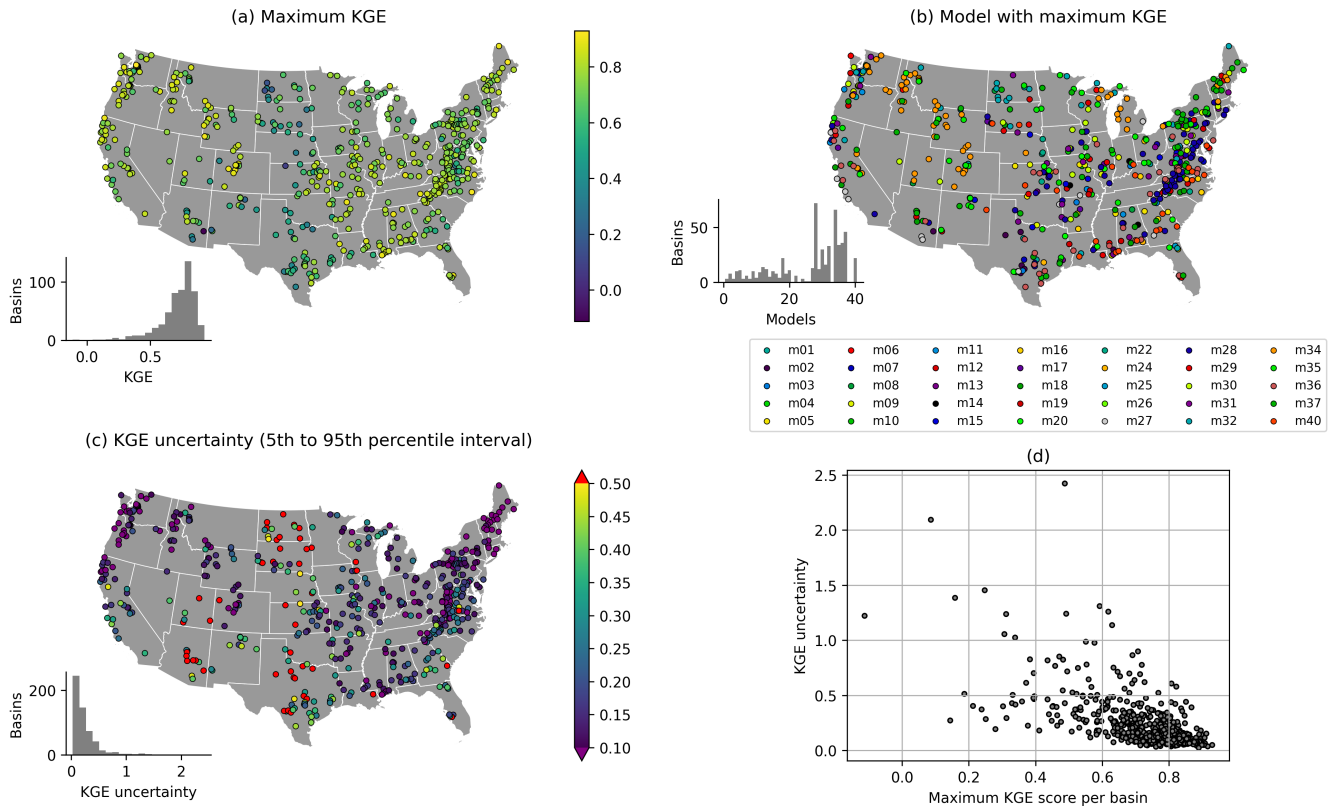 (a) Maximum KGE
0.8
0.6
0.4
0.2
0.0
Basins
100
0
0.0 0.5
KGE
(b) Model with maximum KGE
Basins
50
0
0 20 40
Models
m01 m06 m11 m16 m22 m28 m34
m02 m07 m12 m17 m24 m29 m35
m03 m08 m13 m18 m25 m30 m36
m04 m09 m14 m19 m26 m31 m37
m05 m10 m15 m20 m27 m32 m40
(c) KGE uncertainty (5th to 95th percentile interval)
0.50
0.45
0.40
0.35
0.30
0.25
0.20
0.15
0.10
Basins
200
0
0 1 2
KGE uncertainty
(d)
KGE uncertainty
2.5
2.0
1.5
1.0
0.5
0.0
0.0 0.2 0.4 0.6 0.8
Maximum KGE score per basin